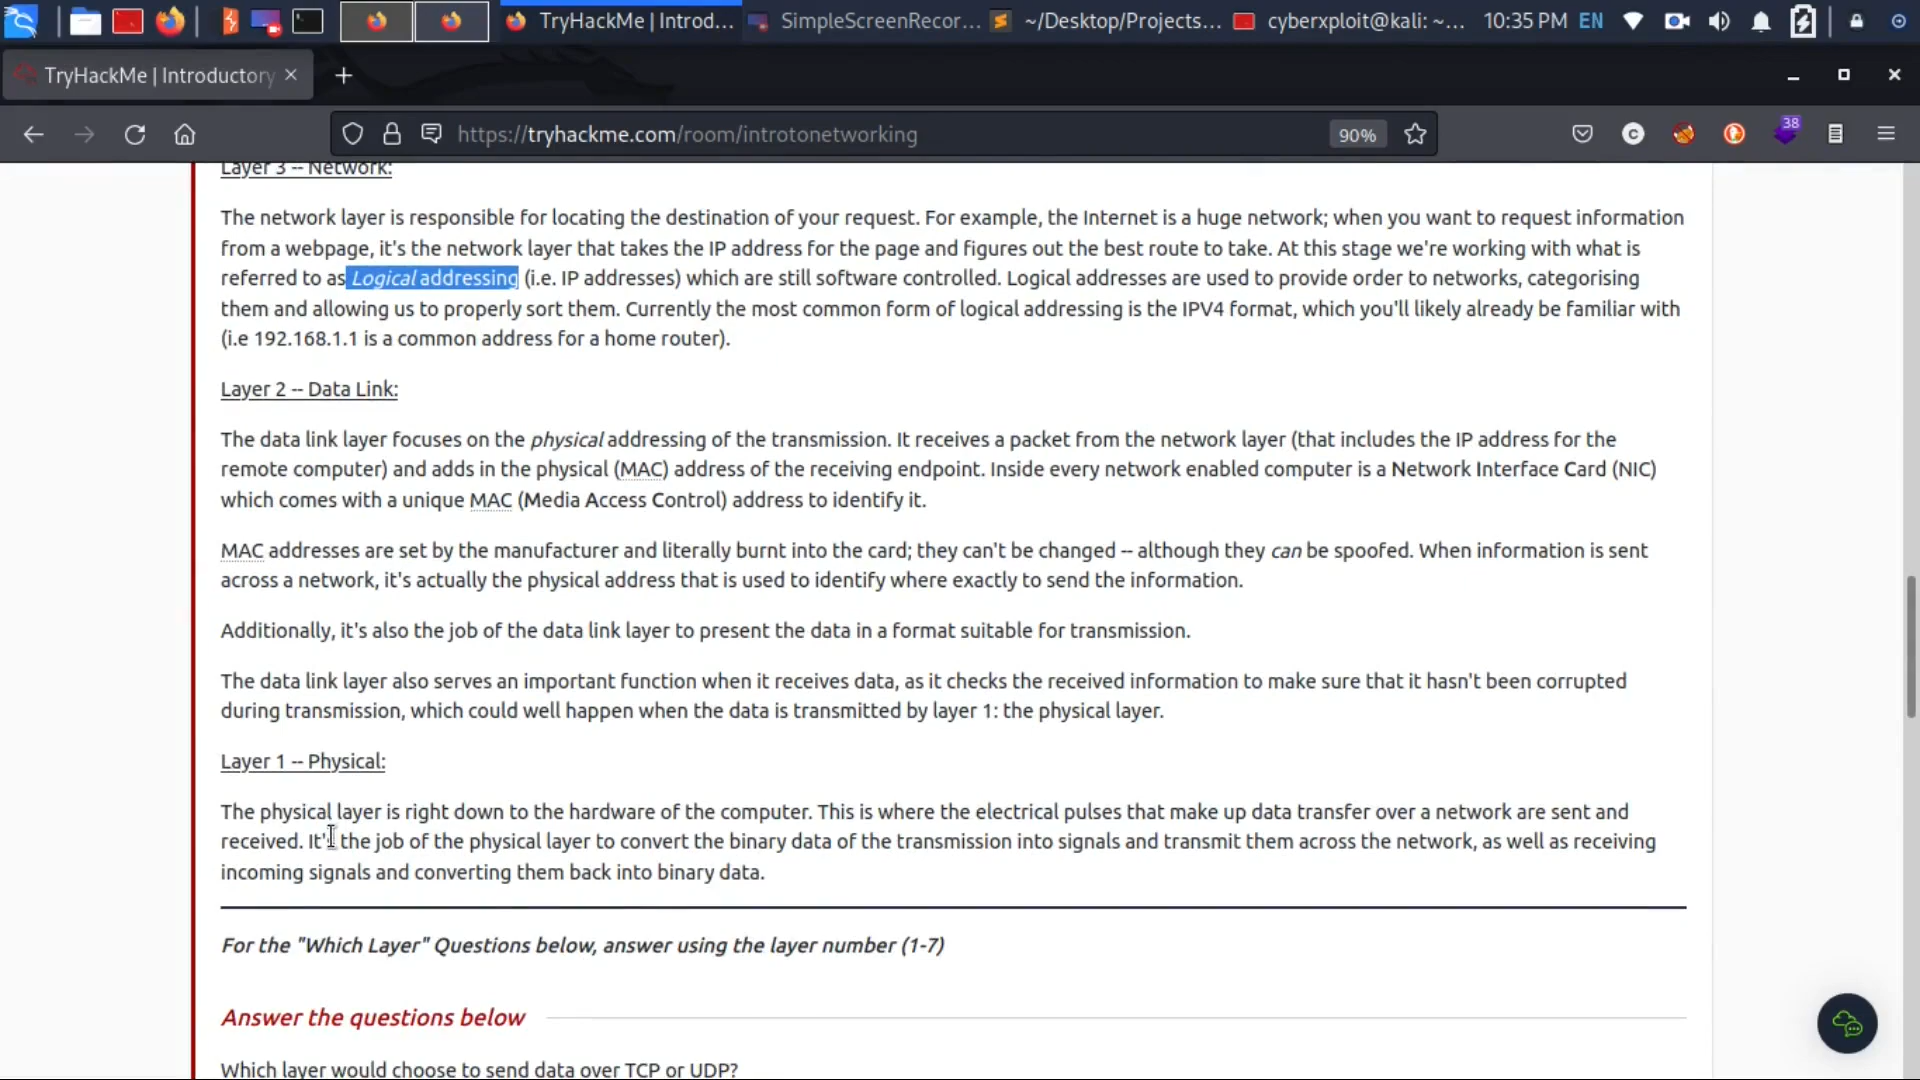 TryHackMe | Introd...
SimpleScreenRecor...
~/Desktop/Projects...
cyberxploit@kali: ~...
10:35 PM
EN
TryHackMe | Introductory
https://tryhackme.com/room/introtonetworking
90%
38
Layer 3 -- Network:
The network layer is responsible for locating the destination of your request. For example, the Internet is a huge network; when you want to request information
from a webpage, it's the network layer that takes the IP address for the page and figures out the best route to take. At this stage we're working with what is
referred to as Logical addressing (i.e. IP addresses) which are still software controlled. Logical addresses are used to provide order to networks, categorising
them and allowing us to properly sort them. Currently the most common form of logical addressing is the IPV4 format, which you'll likely already be familiar with
(i.e 192.168.1.1 is a common address for a home router).
Layer 2 -- Data Link:
The data link layer focuses on the physical addressing of the transmission. It receives a packet from the network layer (that includes the IP address for the
remote computer) and adds in the physical (MAC) address of the receiving endpoint. Inside every network enabled computer is a Network Interface Card (NIC)
which comes with a unique MAC (Media Access Control) address to identify it.
MAC addresses are set by the manufacturer and literally burnt into the card; they can't be changed -- although they can be spoofed. When information is sent
across a network, it's actually the physical address that is used to identify where exactly to send the information.
Additionally, it's also the job of the data link layer to present the data in a format suitable for transmission.
The data link layer also serves an important function when it receives data, as it checks the received information to make sure that it hasn't been corrupted
during transmission, which could well happen when the data is transmitted by layer 1: the physical layer.
Layer 1 -- Physical:
The physical layer is right down to the hardware of the computer. This is where the electrical pulses that make up data transfer over a network are sent and
received. It's the job of the physical layer to convert the binary data of the transmission into signals and transmit them across the network, as well as receiving
incoming signals and converting them back into binary data.
For the "Which Layer" Questions below, answer using the layer number (1-7)
Answer the questions below
Which layer would choose to send data over TCP or UDP?